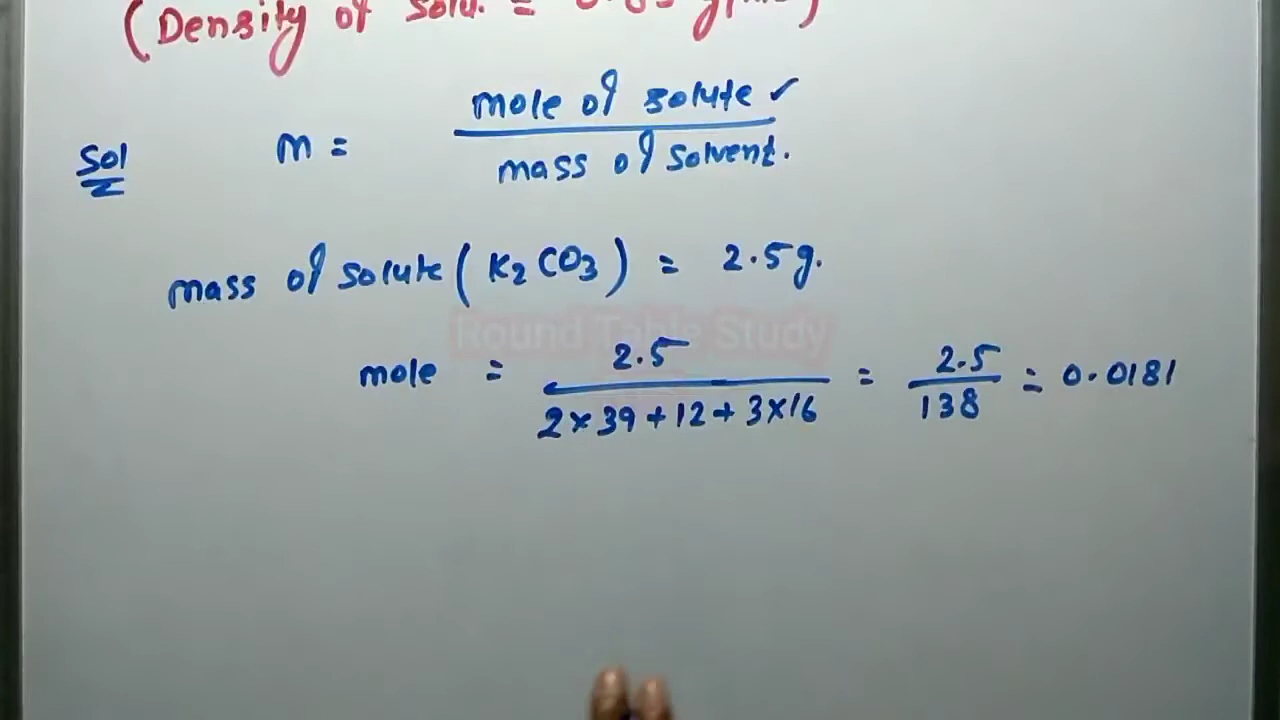 (Density of solu. =
m = mole of solute ✓
Sol
mass of solvent.
mass of solute (K2CO3) = 2.5g.
Round Table Study
mole = 2.5 / 2×39+12+3×16 = 2.5 / 138 = 0.0181